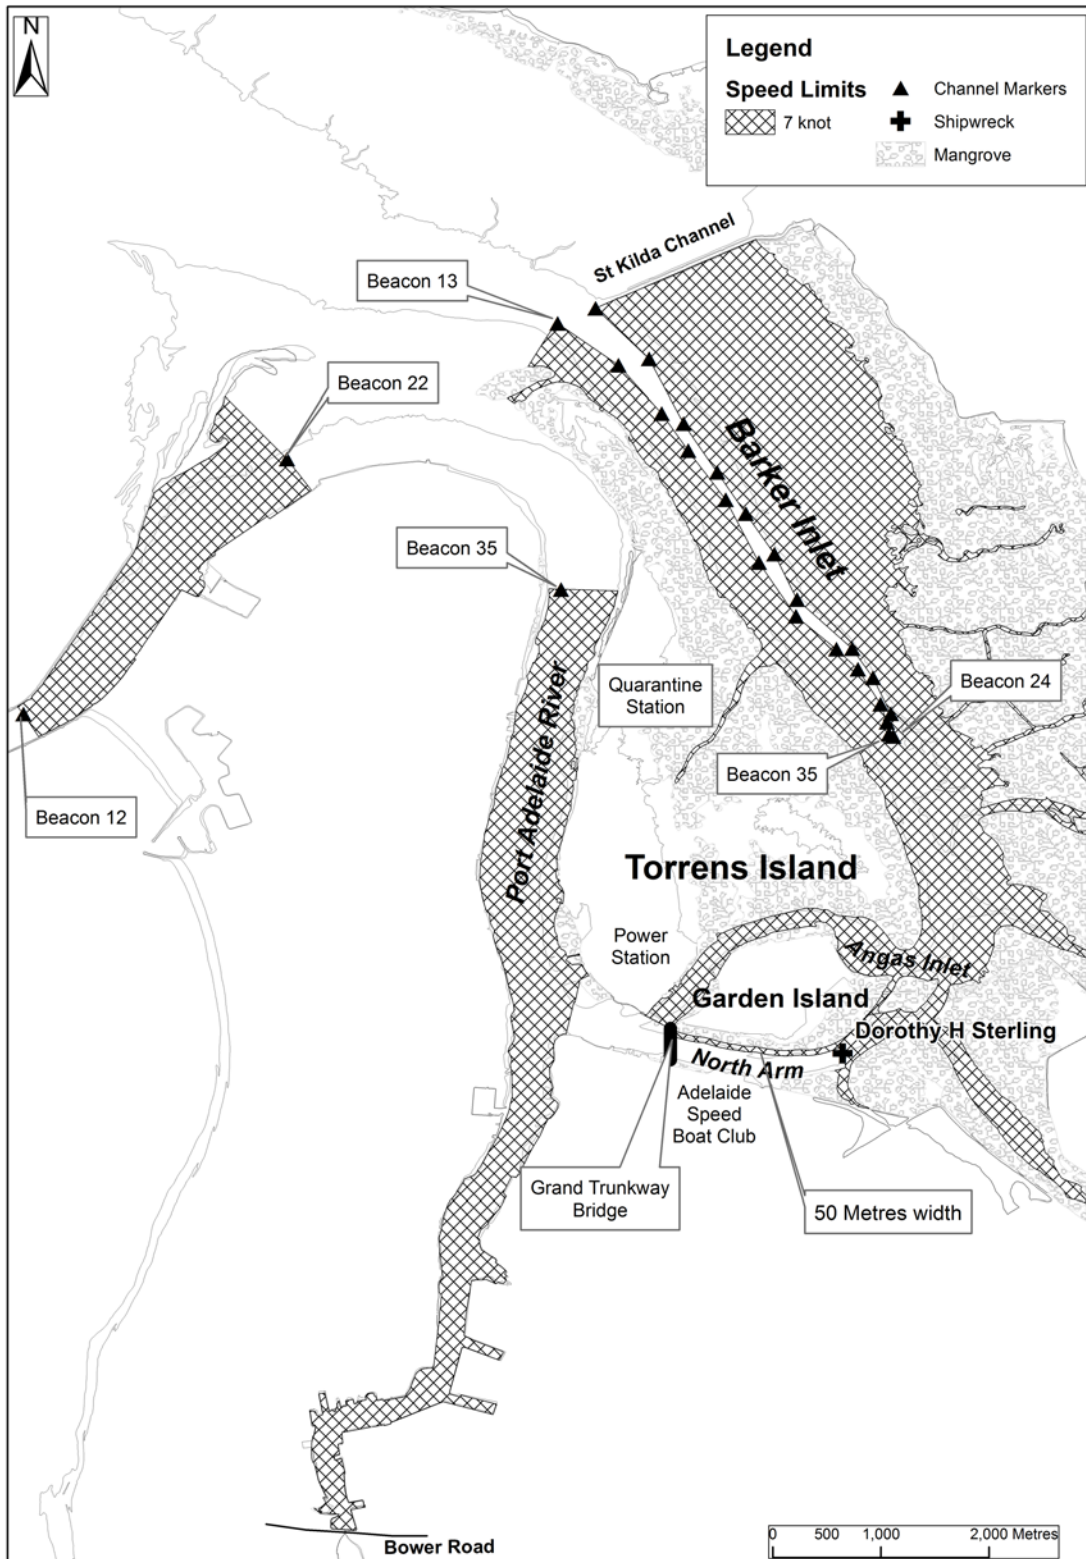 N
Legend
Speed Limits
7 knot
Channel Markers
Shipwreck
Mangrove
St Kilda Channel
Beacon 13
Beacon 22
Barker Inlet
Beacon 35
Quarantine
Station
Beacon 24
Beacon 35
Beacon 12
Port Adelaide River
Torrens Island
Power
Station
Angas Inlet
Garden Island
Dorothy H Sterling
North Arm
Adelaide
Speed
Boat Club
Grand Trunkway
Bridge
50 Metres width
Bower Road
0 500 1,000 2,000 Metres